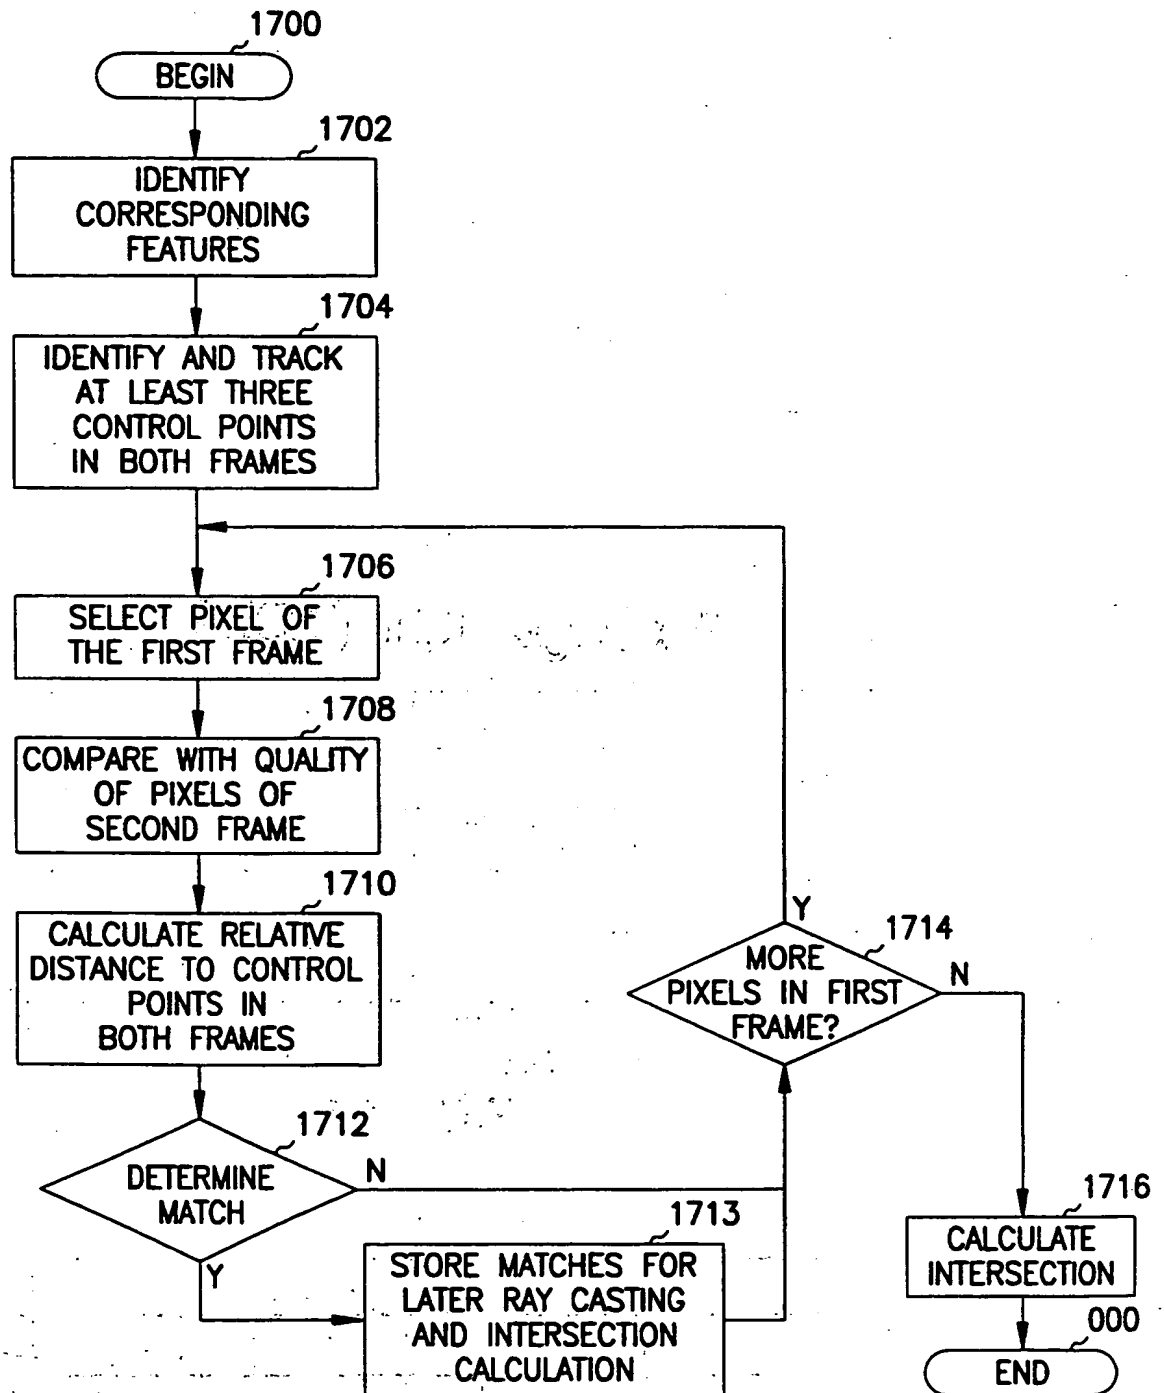 1700
BEGIN
1702
IDENTIFY
CORRESPONDING
FEATURES
1704
IDENTIFY AND TRACK
AT LEAST THREE
CONTROL POINTS
IN BOTH FRAMES
1706
SELECT PIXEL OF
THE FIRST FRAME
1708
COMPARE WITH QUALITY
OF PIXELS OF
SECOND FRAME
1710
CALCULATE RELATIVE
DISTANCE TO CONTROL
POINTS IN
BOTH FRAMES
1712
DETERMINE
MATCH
N
Y
1713
STORE MATCHES FOR
LATER RAY CASTING
AND INTERSECTION
CALCULATION
Y
1714
MORE
PIXELS IN FIRST
FRAME?
N
1716
CALCULATE
INTERSECTION
000
END